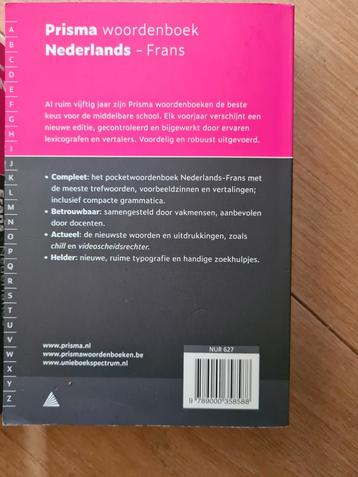 Prisma woordenboek
Nederlands - Frans
Al ruim vijftig jaar zijn Prisma woordenboeken de beste
keus voor de middelbare school. Elk voorjaar verschijnt een
nieuwe editie, gecontroleerd en bijgewerkt door ervaren
lexicografen en vertalers. Voordelig en robuust uitgevoerd.
• Compleet: het pocketwoordenboek Nederlands-Frans met
de meeste trefwoorden, voorbeeldzinnen en vertalingen;
inclusief compacte grammatica.
• Betrouwbaar: samengesteld door vakmensen, aanbevolen
door docenten.
• Actueel: de nieuwste woorden en uitdrukkingen, zoals
chill en videoscheidsrechter.
• Helder: nieuwe, ruime typografie en handige zoekhulpjes.
www.prisma.nl
www.prismawoordenboeken.be
www.unieboekspectrum.nl
NUR 627
9 789000 358588
A
B
C
D
E
F
G
H
I
J
K
L
M
N
O
P
Q
R
S
T
U
V
W
X
Y
Z